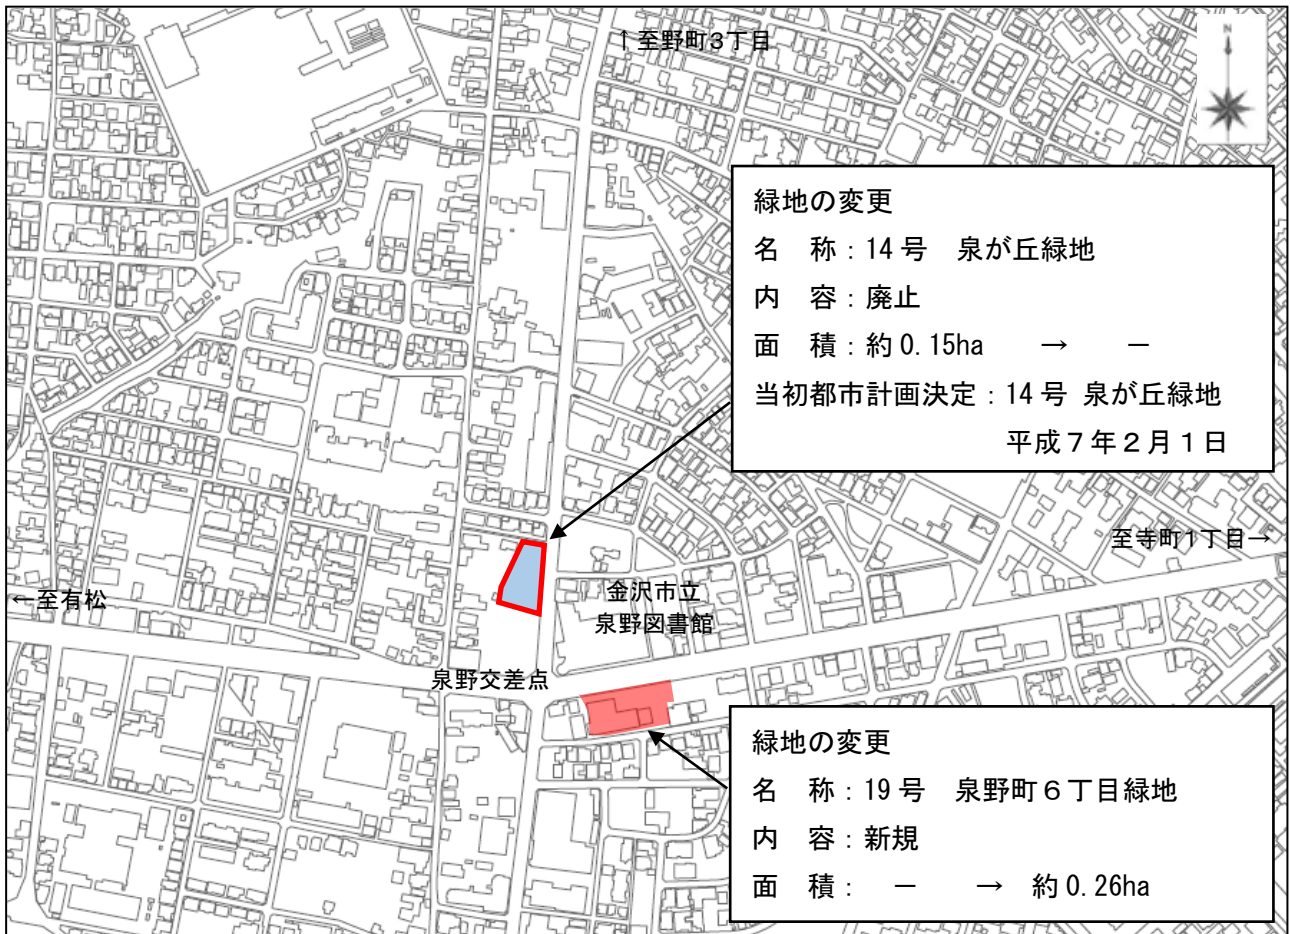 ↑至野町3丁目
N
緑地の変更
名　称：14号　泉が丘緑地
内　容：廃止
面　積：約0.15ha　→　－
当初都市計画決定：14号 泉が丘緑地
平成７年２月１日
至寺町1丁目→
←至有松
金沢市立
泉野図書館
泉野交差点
緑地の変更
名　称：19号　泉野町６丁目緑地
内　容：新規
面　積：　－　→　約0.26ha